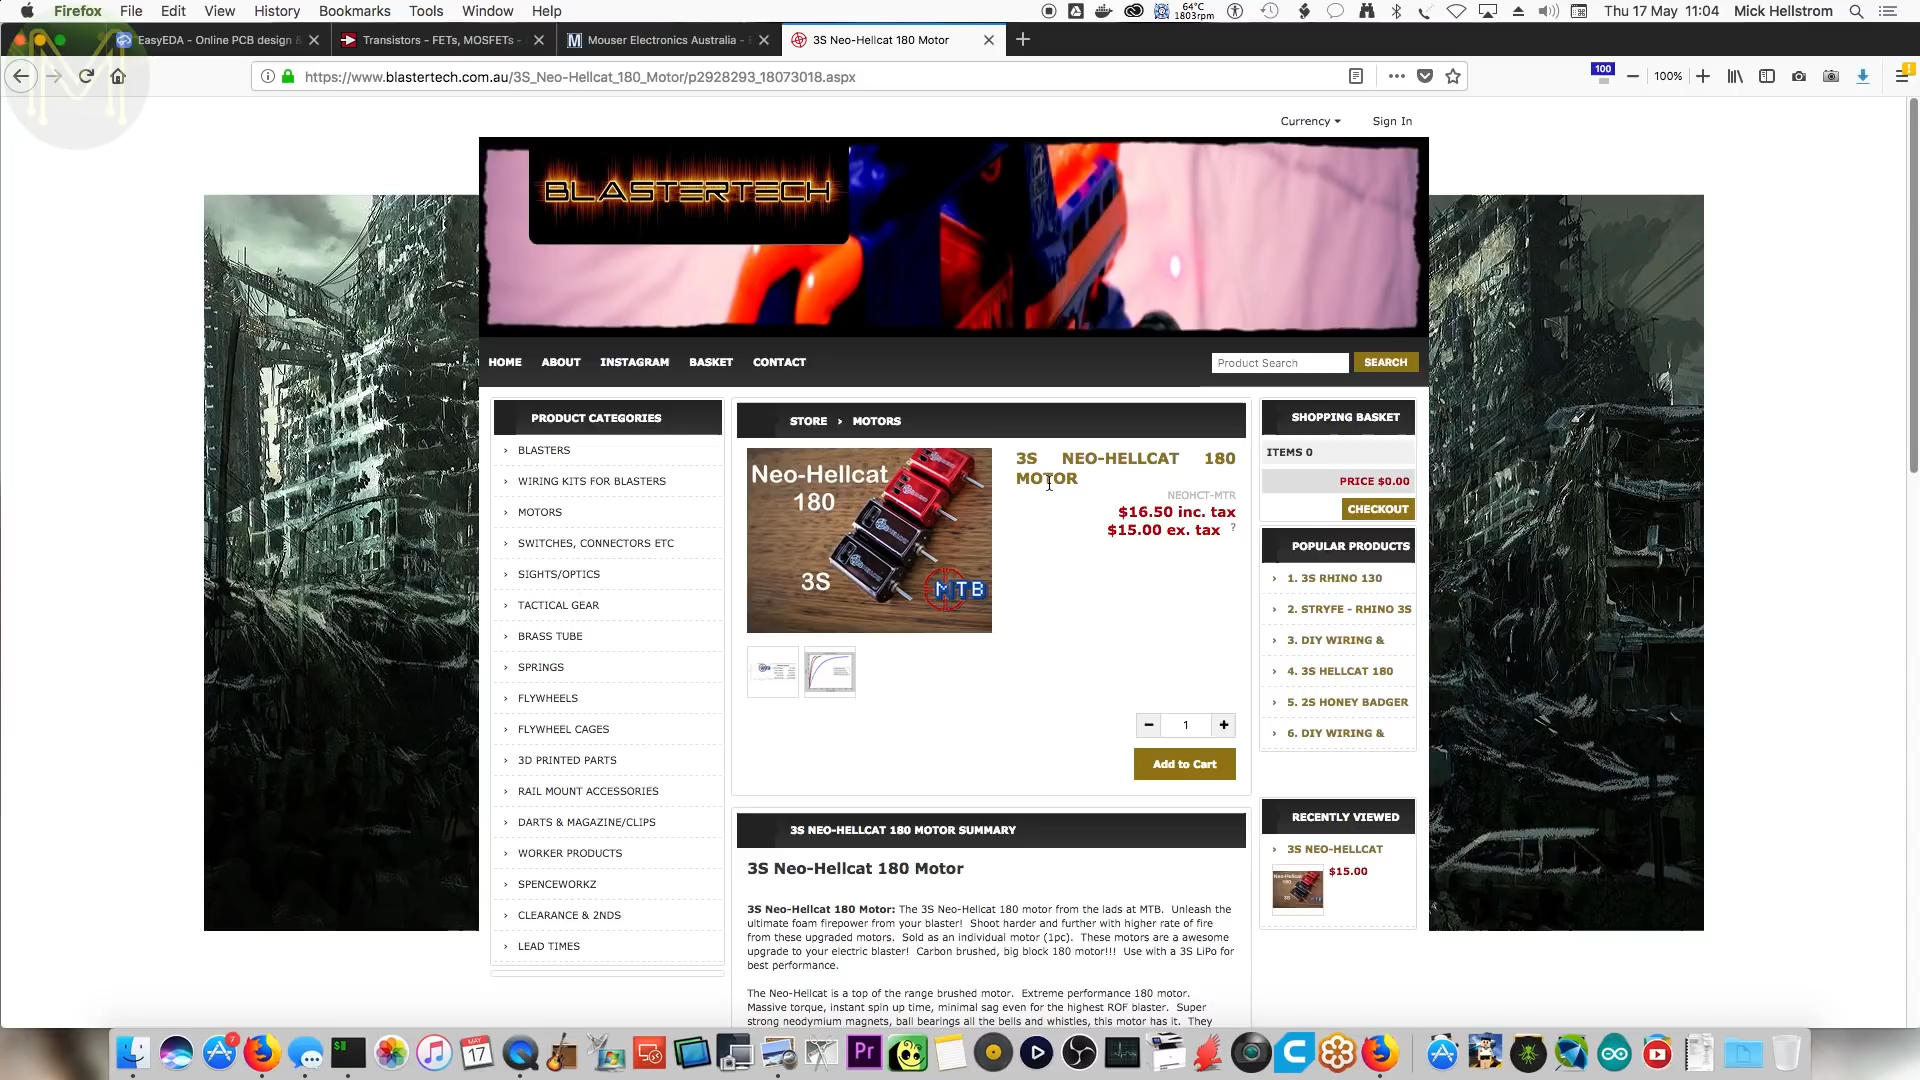 Firefox File Edit View History Bookmarks Tools Window Help
64°C
1803rpm
Thu 17 May 11:04 Mick Hellstrom
EasyEDA - Online PCB design &
Transistors - FETs, MOSFETs -
Mouser Electronics Australia -
3S Neo-Hellcat 180 Motor
https://www.blastertech.com.au/3S_Neo-Hellcat_180_Motor/p2928293_18073018.aspx
100
100%
Currency
Sign In
BLASTERTECH
HOME ABOUT INSTAGRAM BASKET CONTACT
Product Search
SEARCH
PRODUCT CATEGORIES
BLASTERS
WIRING KITS FOR BLASTERS
MOTORS
SWITCHES, CONNECTORS ETC
SIGHTS/OPTICS
TACTICAL GEAR
BRASS TUBE
SPRINGS
FLYWHEELS
FLYWHEEL CAGES
3D PRINTED PARTS
RAIL MOUNT ACCESSORIES
DARTS & MAGAZINE/CLIPS
WORKER PRODUCTS
SPENCEWORKZ
CLEARANCE & 2NDS
LEAD TIMES
STORE › MOTORS
Neo-Hellcat
180
3S
MTB
3S NEO-HELLCAT 180
MOTOR
NEOHCT-MTR
$16.50 inc. tax
$15.00 ex. tax ?
1
Add to Cart
3S NEO-HELLCAT 180 MOTOR SUMMARY
3S Neo-Hellcat 180 Motor
3S Neo-Hellcat 180 Motor: The 3S Neo-Hellcat 180 motor from the lads at MTB. Unleash the
ultimate foam firepower from your blaster! Shoot harder and further with higher rate of fire
from these upgraded motors. Sold as an individual motor (1pc). These motors are a awesome
upgrade to your electric blaster! Carbon brushed, big block 180 motor!!! Use with a 3S LiPo for
best performance.
The Neo-Hellcat is a top of the range brushed motor. Extreme performance 180 motor.
Massive torque, instant spin up time, minimal sag even for the highest ROF blaster. Super
strong neodymium magnets, ball bearings all the bells and whistles, this motor has it. They
SHOPPING BASKET
ITEMS 0
PRICE $0.00
CHECKOUT
POPULAR PRODUCTS
1. 3S RHINO 130
2. STRYFE - RHINO 3S
3. DIY WIRING &
4. 3S HELLCAT 180
5. 2S HONEY BADGER
6. DIY WIRING &
RECENTLY VIEWED
3S NEO-HELLCAT
$15.00
7
MAY
17
Pr